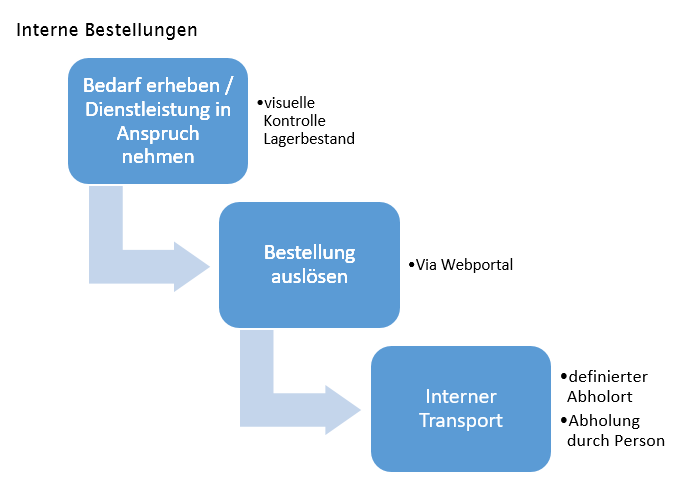 Interne Bestellungen
Bedarf erheben /
Dienstleistung in
Anspruch
nehmen
•visuelle
Kontrolle
Lagerbestand
Bestellung
auslösen
•Via Webportal
Interner
Transport
•definierter
Abholort
•Abholung
durch Person